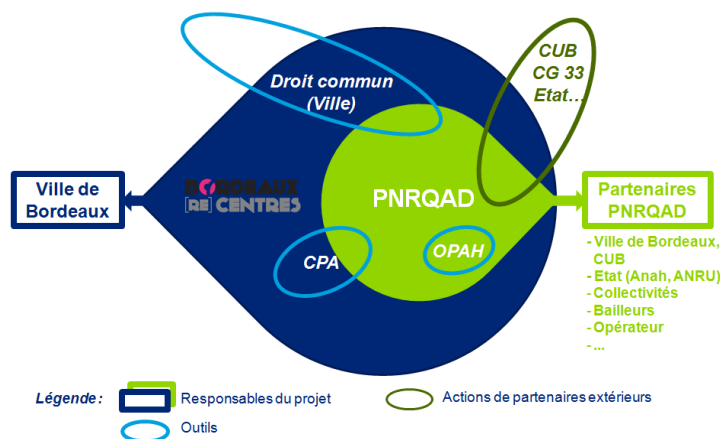 CUB
CG 33
Etat...
Droit commun
(Ville)
Ville de
Bordeaux
BORDEAUX
[RE] CENTRES
PNRQAD
Partenaires
PNRQAD
CPA
OPAH
- Ville de Bordeaux,
CUB
- Etat (Anah, ANRU)
- Collectivités
- Bailleurs
- Opérateur
- ...
Légende :
Responsables du projet
Actions de partenaires extérieurs
Outils